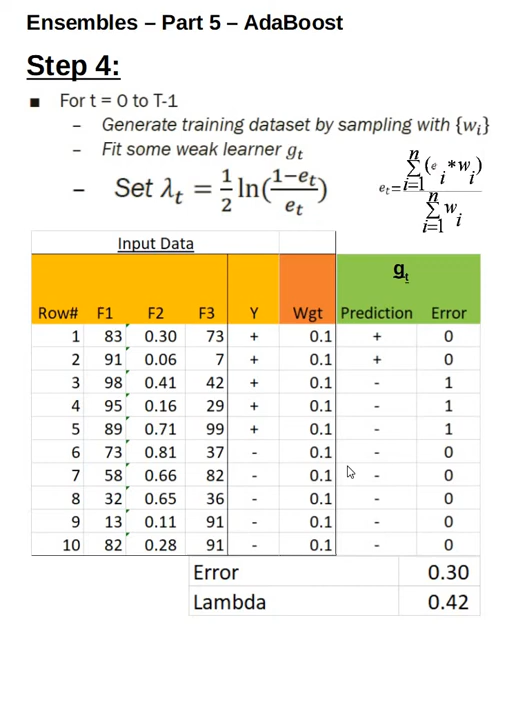 Ensembles – Part 5 – AdaBoost
Step 4:
■ For t = 0 to T-1
– Generate training dataset by sampling with {wᵢ}
– Fit some weak learner gₜ
– Set λₜ = 1/2 ln((1−eₜ)/eₜ)
eₜ = Σᵢ₌₁ⁿ (eᵢ * wᵢ) / Σᵢ₌₁ⁿ wᵢ
Input Data
gₜ
Row# F1 F2 F3 Y Wgt Prediction Error
1 83 0.30 73 + 0.1 + 0
2 91 0.06 7 + 0.1 + 0
3 98 0.41 42 + 0.1 - 1
4 95 0.16 29 + 0.1 - 1
5 89 0.71 99 + 0.1 - 1
6 73 0.81 37 - 0.1 - 0
7 58 0.66 82 - 0.1 - 0
8 32 0.65 36 - 0.1 - 0
9 13 0.11 91 - 0.1 - 0
10 82 0.28 91 - 0.1 - 0
Error 0.30
Lambda 0.42